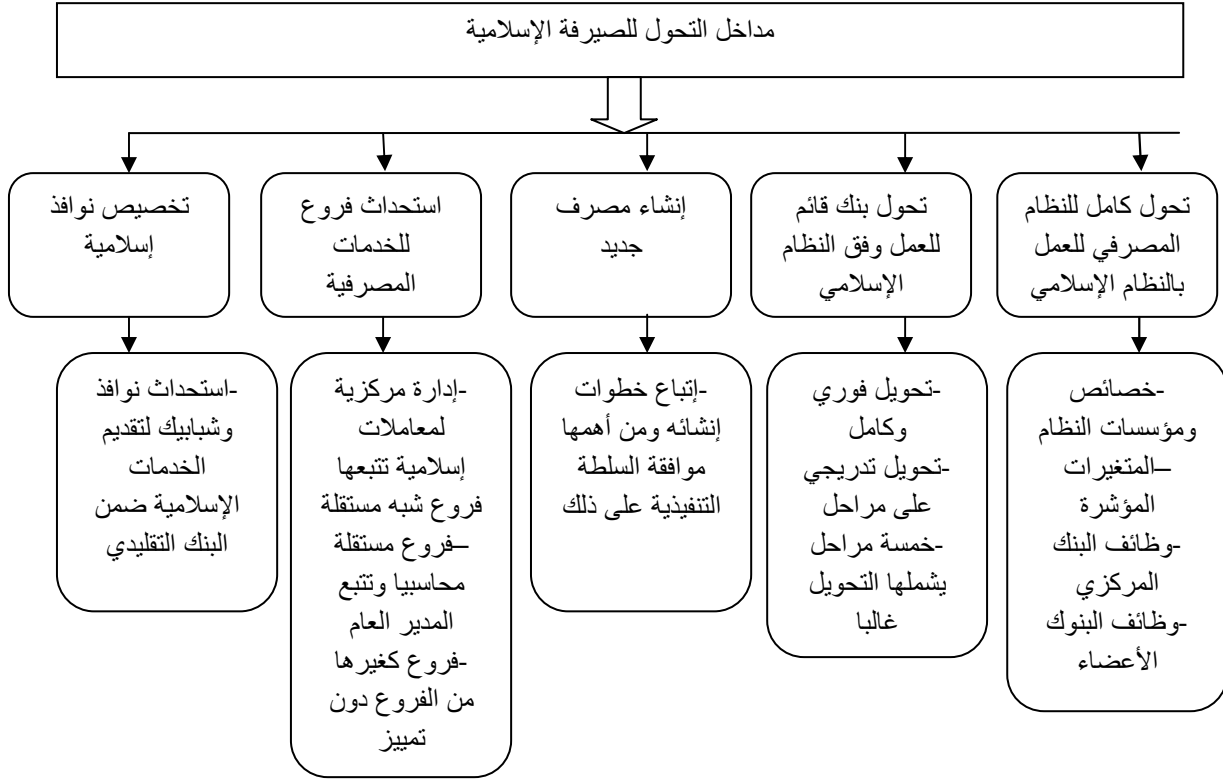 مداخل التحول للصيرفة الإسلامية
تحول كامل للنظام
المصرفي للعمل
بالنظام الإسلامي
تحول بنك قائم
للعمل وفق النظام
الإسلامي
إنشاء مصرف
جديد
استحداث فروع
للخدمات
المصرفية
تخصيص نوافذ
إسلامية
-خصائص
ومؤسسات النظام
–المتغيرات
المؤشرة
-وظائف البنك
المركزي
-وظائف البنوك
الأعضاء
-تحويل فوري
وكامل
-تحويل تدريجي
على مراحل
-خمسة مراحل
يشملها التحويل
غالبا
-إتباع خطوات
إنشائه ومن أهمها
موافقة السلطة
التنفيذية على ذلك
-إدارة مركزية
لمعاملات
إسلامية تتبعها
فروع شبه مستقلة
–فروع مستقلة
محاسبيا وتتبع
المدير العام
-فروع كغيرها
من الفروع دون
تمييز
-استحداث نوافذ
وشبابيك لتقديم
الخدمات
الإسلامية ضمن
البنك التقليدي